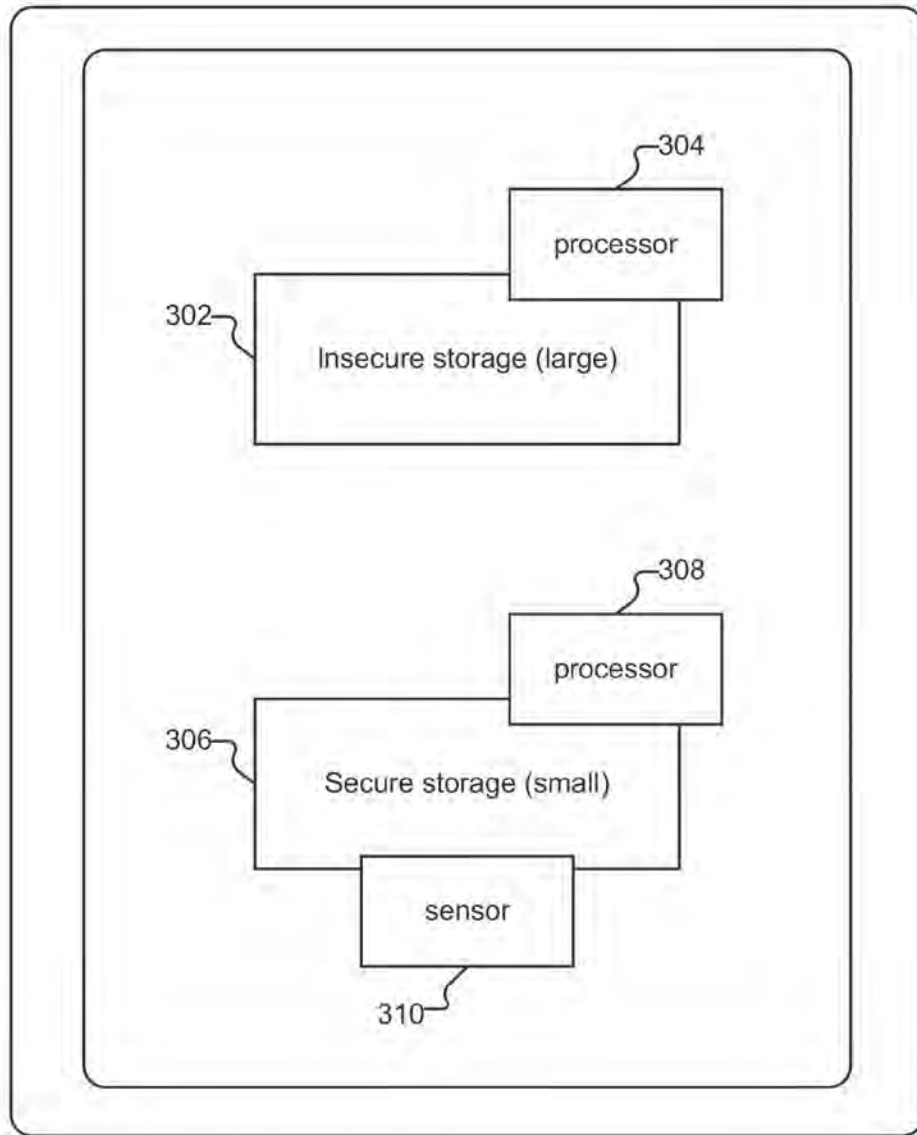 304
processor
302
Insecure storage (large)
308
processor
306
Secure storage (small)
sensor
310